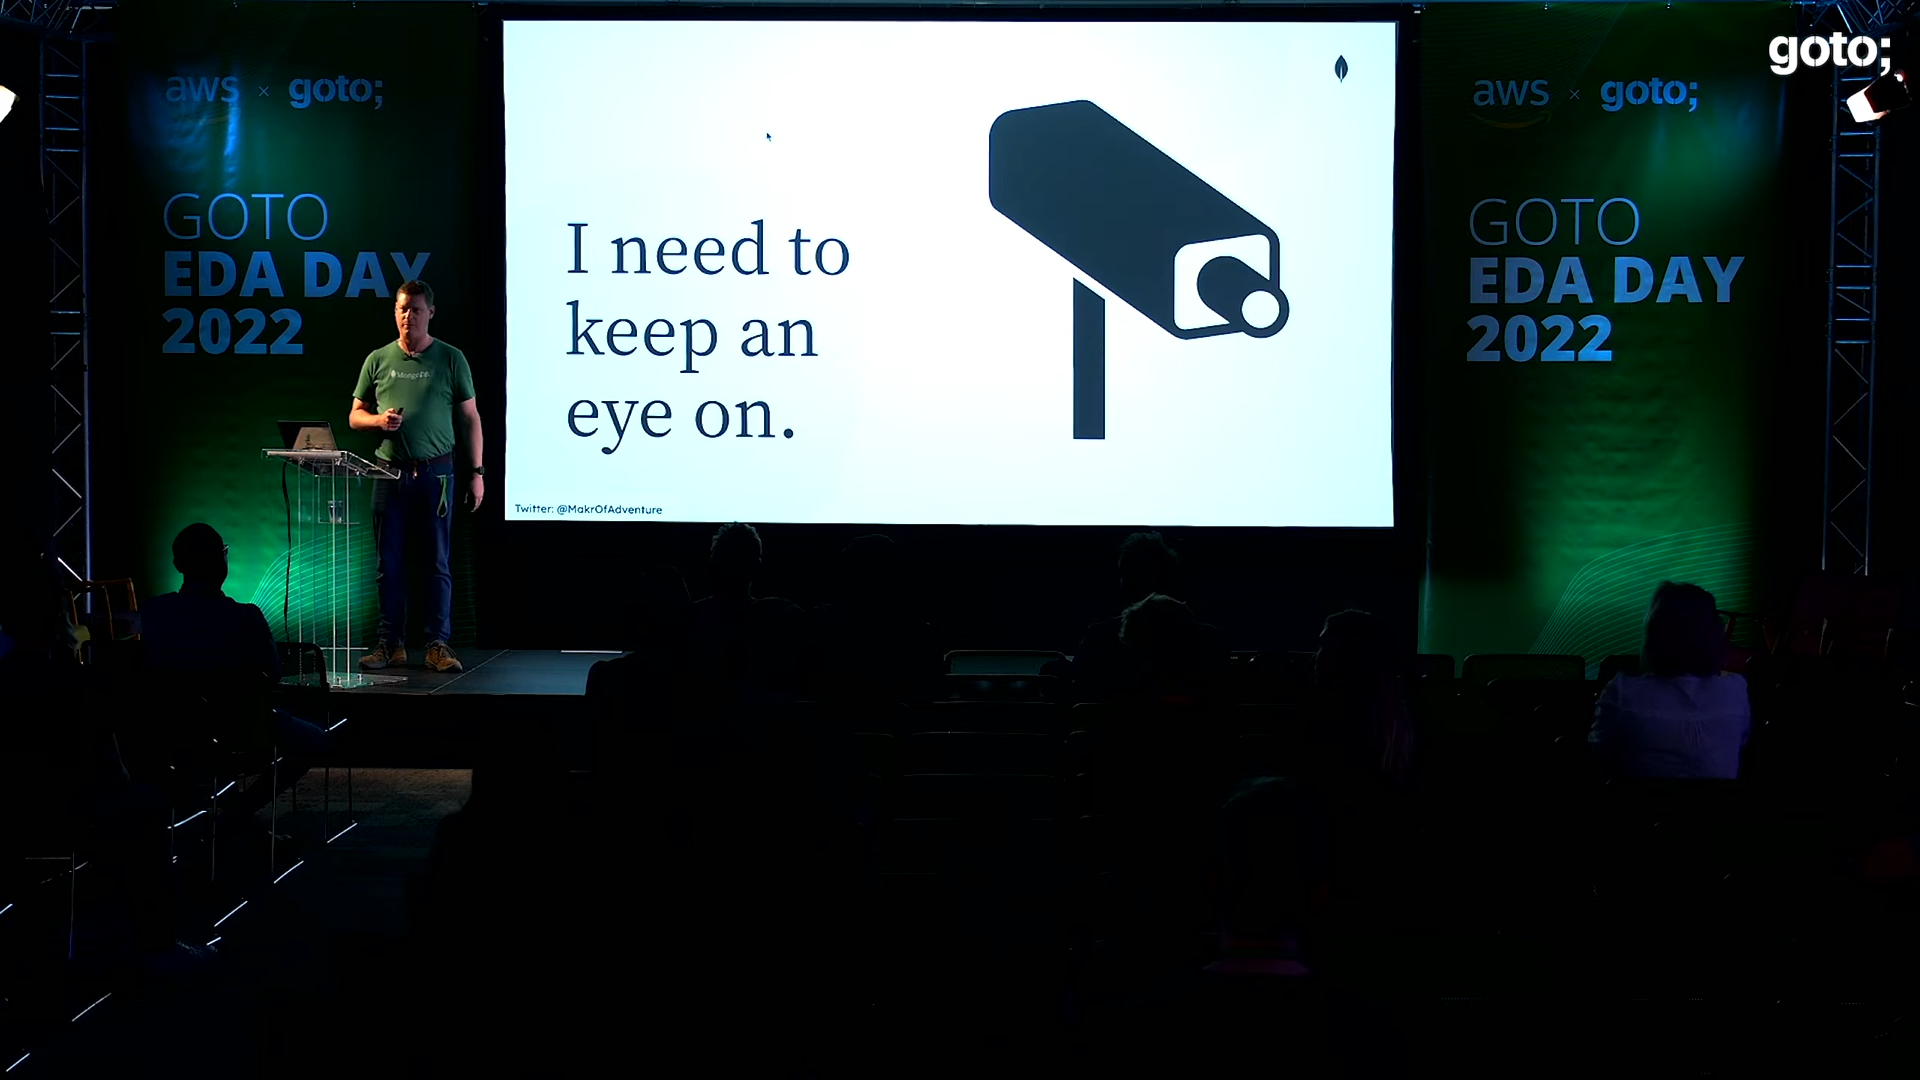 aws × goto;
GOTO
EDA DAY
2022
MongoDB
I need to
keep an
eye on.
Twitter: @MakrOfAdventure
goto;
aws × goto;
GOTO
EDA DAY
2022